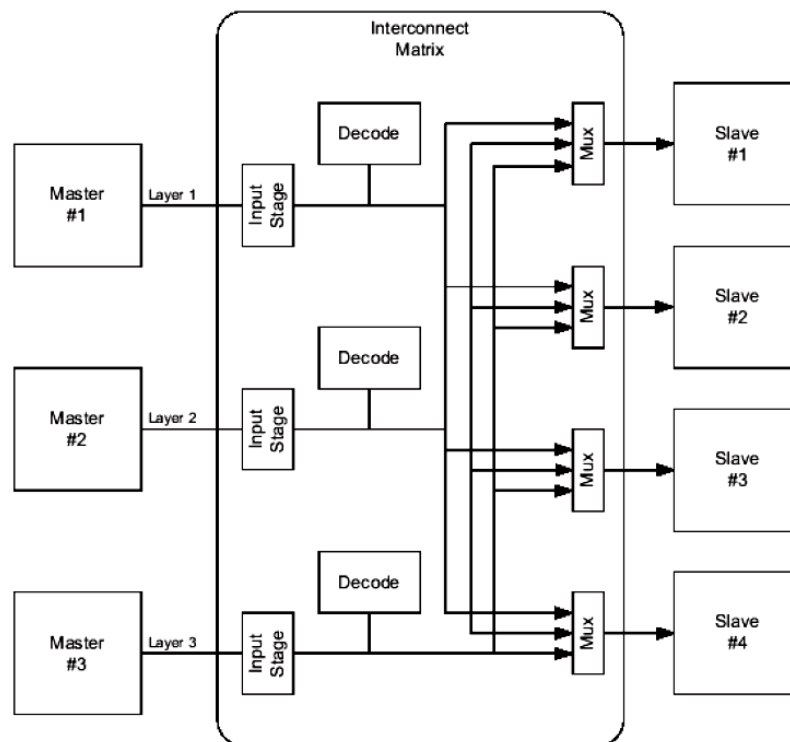 Interconnect
Matrix
Decode
Mux
Slave
#1
Master
#1
Layer 1
Input
Stage
Mux
Slave
#2
Decode
Master
#2
Layer 2
Input
Stage
Mux
Slave
#3
Decode
Master
#3
Layer 3
Input
Stage
Mux
Slave
#4